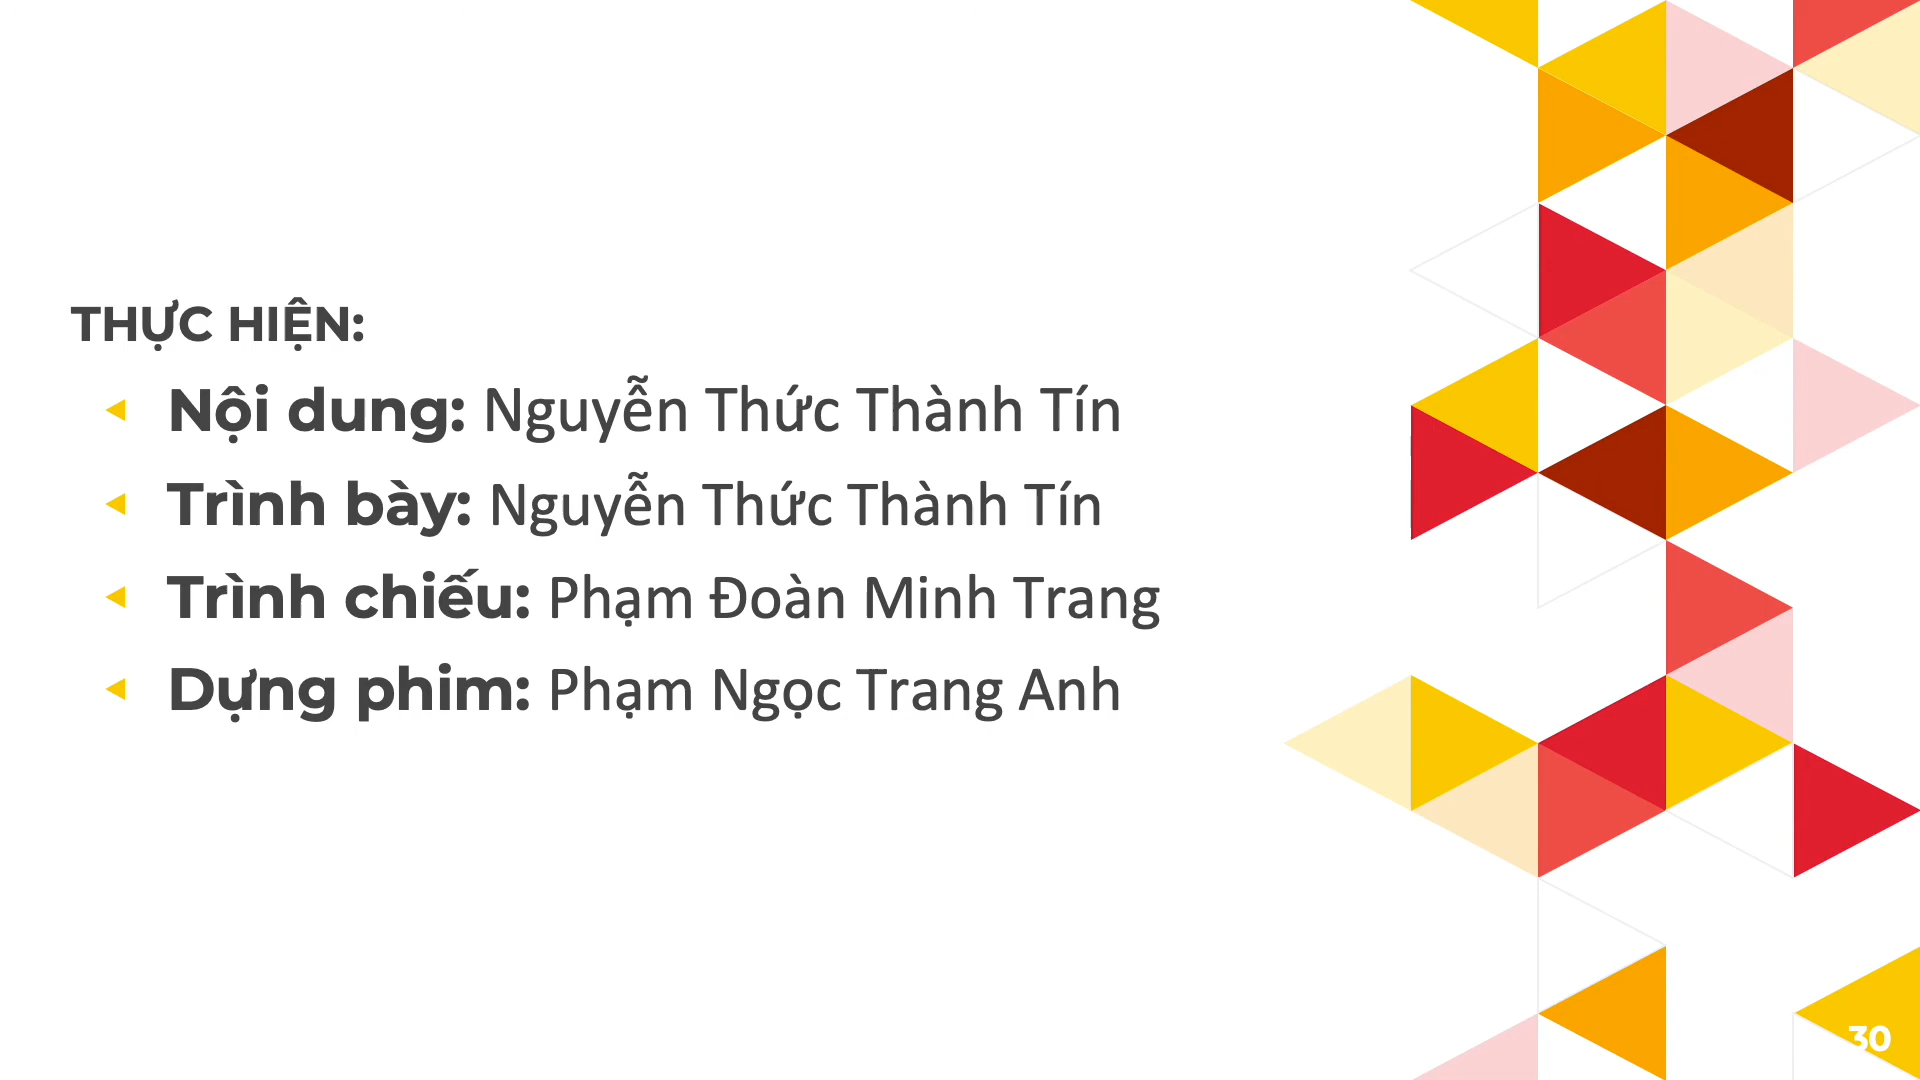 THỰC HIỆN:
Nội dung: Nguyễn Thức Thành Tín
Trình bày: Nguyễn Thức Thành Tín
Trình chiếu: Phạm Đoàn Minh Trang
Dựng phim: Phạm Ngọc Trang Anh
30